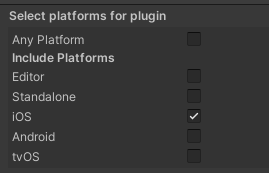 Select platforms for plugin
Any Platform
Include Platforms
Editor
Standalone
iOS
Android
tvOS